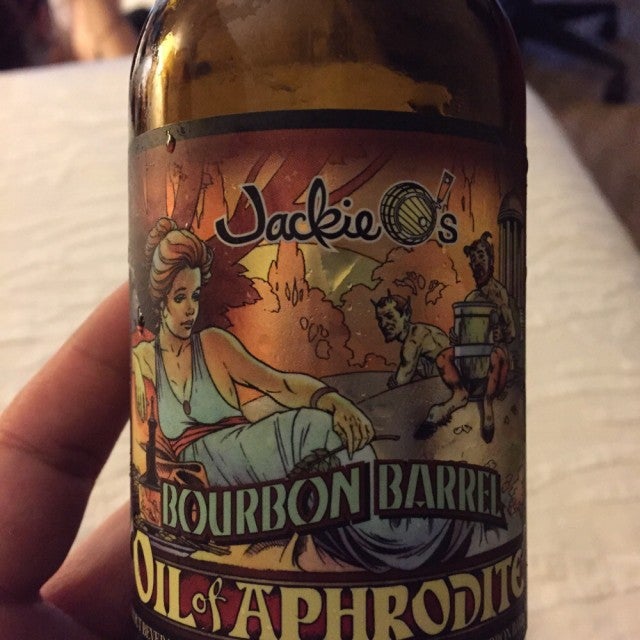 Jackie O's
BOURBON BARREL
OIL of APHRODITE